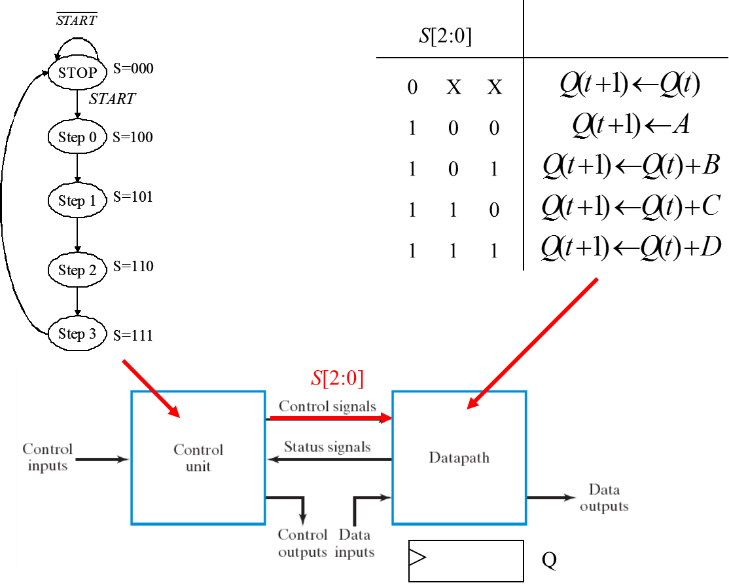 START
STOP S=000
START
Step 0 S=100
Step 1 S=101
Step 2 S=110
Step 3 S=111
S[2:0]
0 X X Q(t+1)←Q(t)
1 0 0 Q(t+1)←A
1 0 1 Q(t+1)←Q(t)+B
1 1 0 Q(t+1)←Q(t)+C
1 1 1 Q(t+1)←Q(t)+D
S[2:0]
Control signals
Control
inputs
Control
unit
Status signals
Datapath
Data
outputs
Control
outputs
Data
inputs
Q